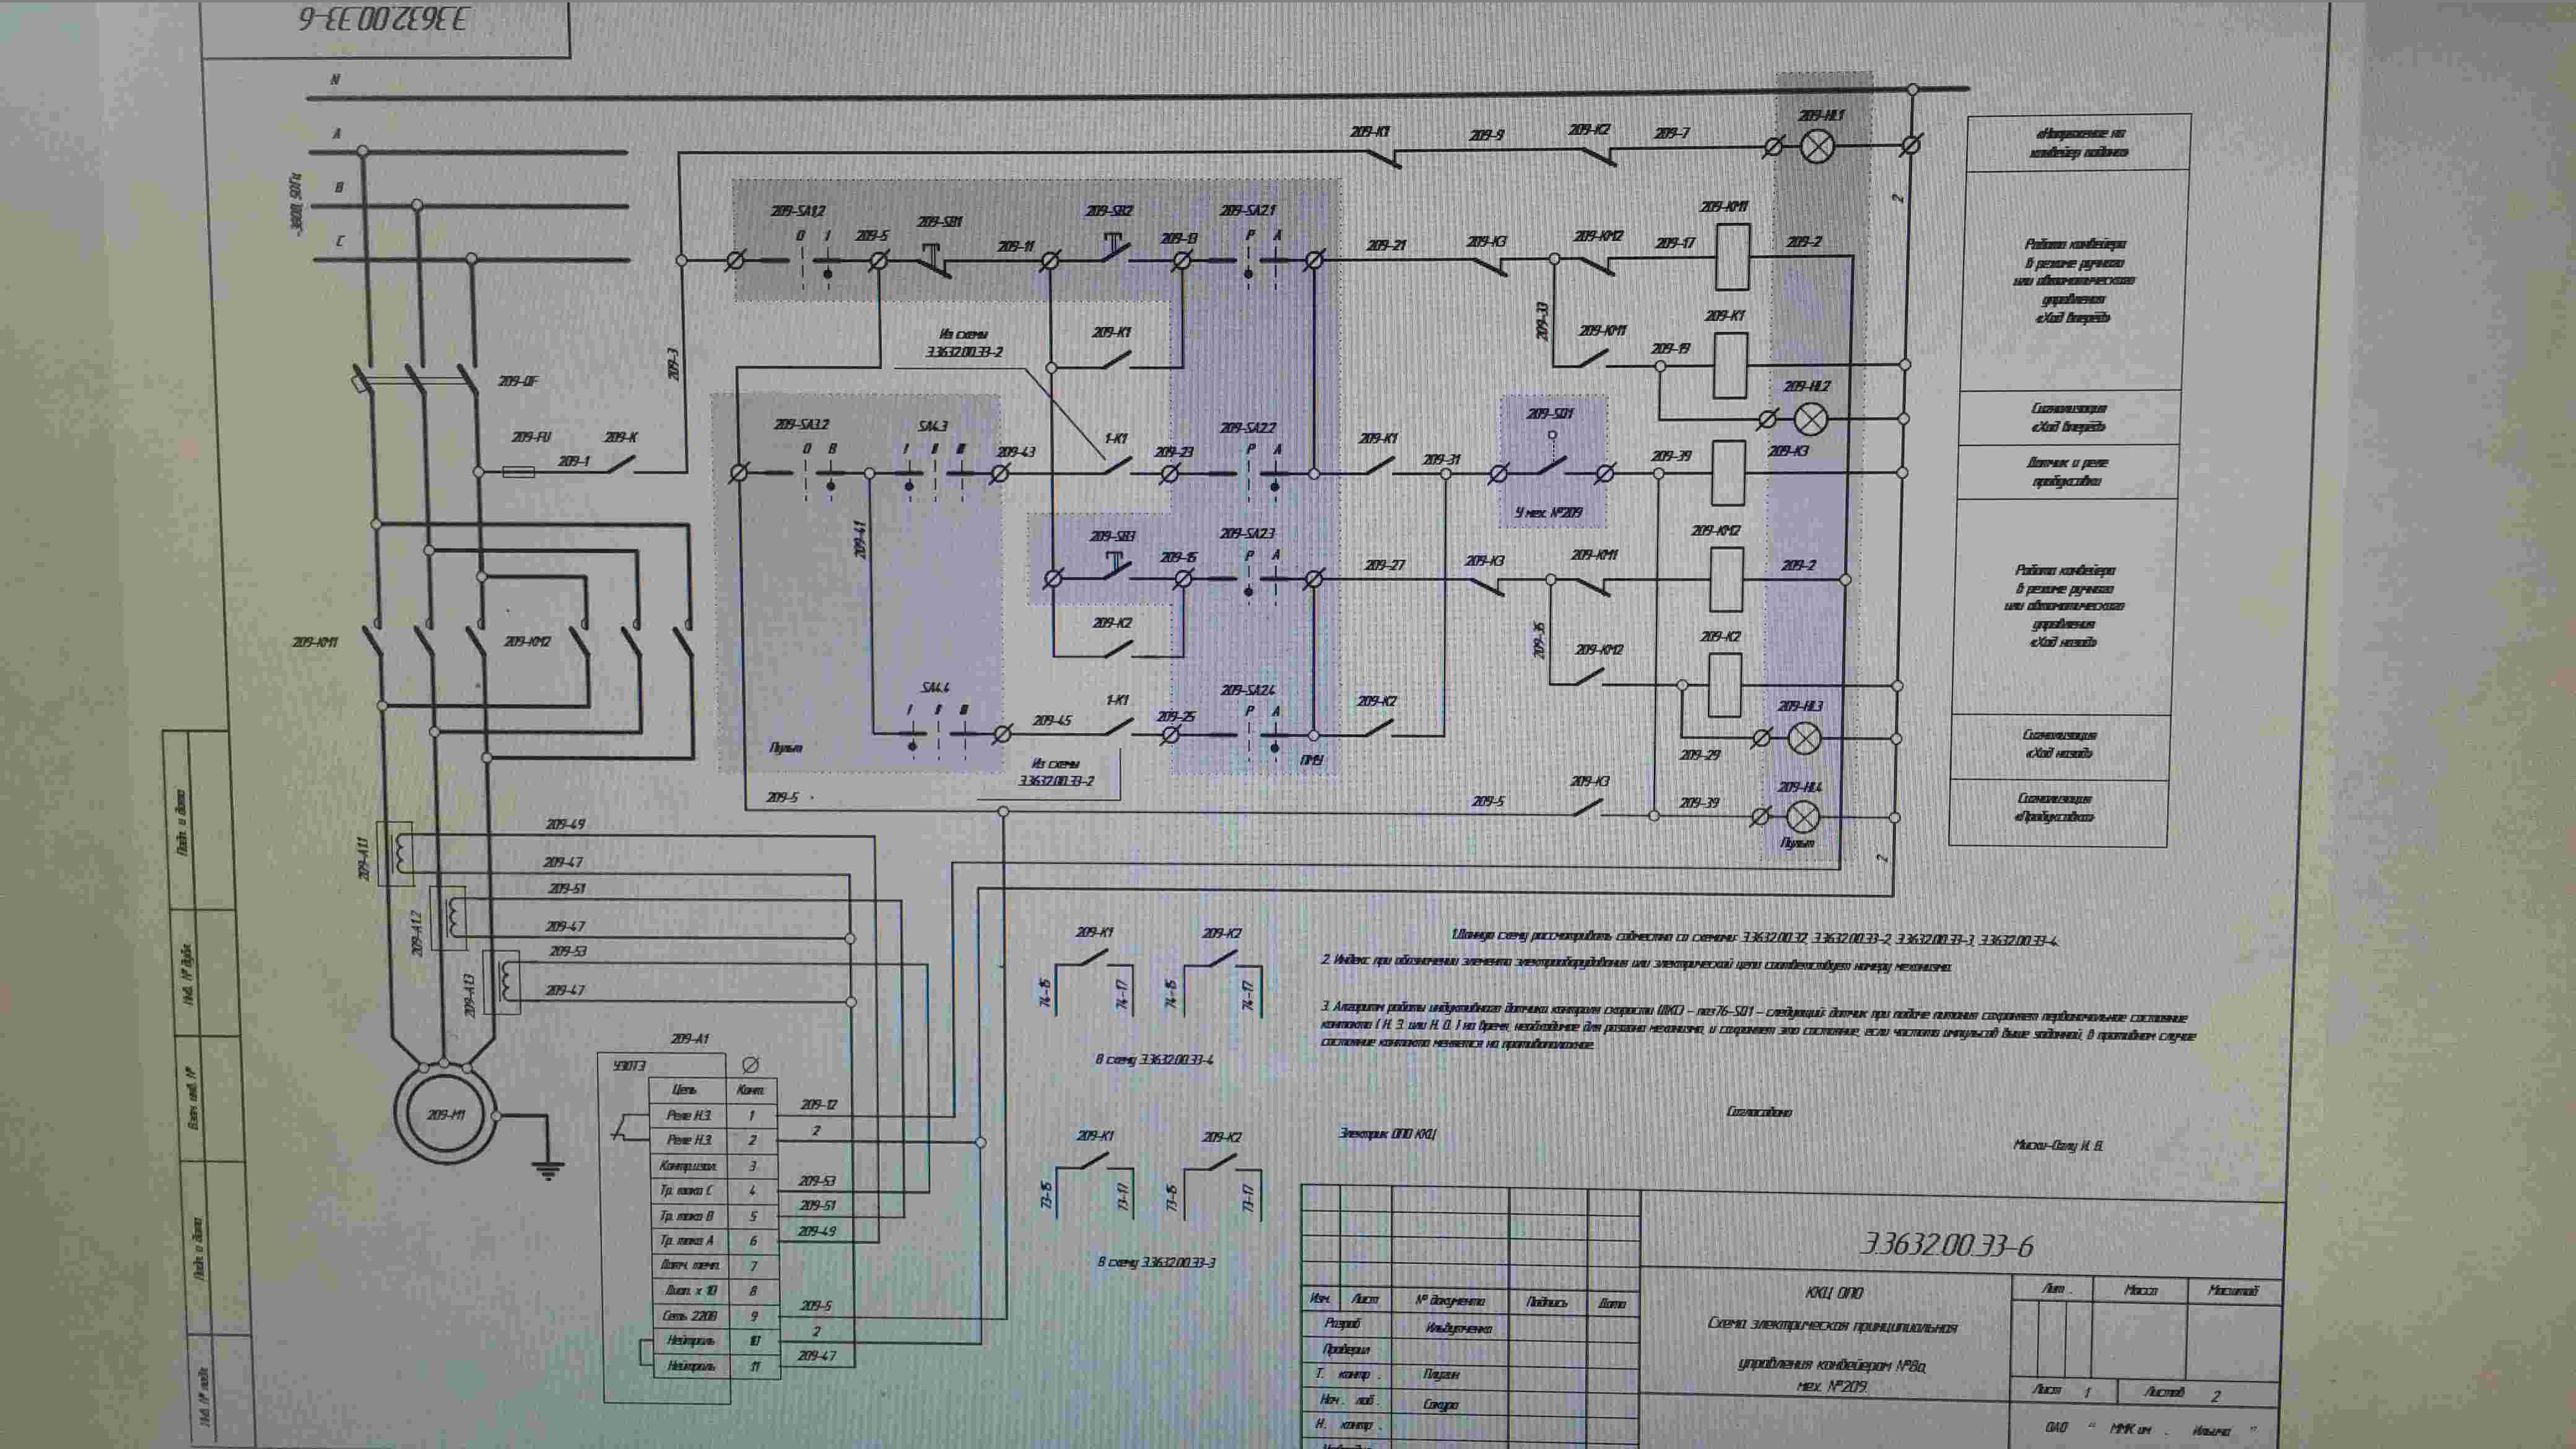 3.3632.00.ЭЗ-6
N
A
B
C
~380В, 50Гц
209-QF
209-FU
209-1
209-K
209-3
209-K1
209-9
209-K2
209-7
209-HL1
2
209-SA1.2
0 I
209-5
209-SB1
209-11
209-SB2
209-13
209-SA2.1
Р А
209-21
209-K3
209-KM2
209-17
209-KM1
209-2
Из схемы
3.3632.00.ЭЗ-2
209-K1
209-33
209-KM1
209-19
209-K1
209-HL2
209-SA3.2
0 В
SA4.3
I II III
209-43
1-K1
209-23
209-SA2.2
Р А
209-K1
209-31
209-SQ1
У мех. №209
209-39
209-K3
209-41
209-SB3
209-15
209-SA2.3
Р А
209-27
209-K3
209-KM1
209-KM2
209-2
209-K2
209-35
209-KM2
209-K2
209-KM1
209-KM2
SA4.4
I II III
209-45
1-K1
209-25
209-SA2.4
Р А
209-K2
209-HL3
209-29
Пульт
Из схемы
3.3632.00.ЭЗ-2
ПМУ
209-5
209-5
209-K3
209-39
209-HL4
Пульт
2
«Напряжение на
конвейер подано»
Работа конвейера
в режиме ручного
или автоматического
управления
«Ход вперёд»
Сигнализация
«Ход вперёд»
Датчик и реле
пробуксовки
Работа конвейера
в режиме ручного
или автоматического
управления
«Ход назад»
Сигнализация
«Ход назад»
Сигнализация
«Пробуксовка»
209-A1.1
209-49
209-47
209-A1.2
209-51
209-47
209-A1.3
209-53
209-47
209-M1
209-A1
УЗОТЭ
Цепь Конт.
Реле Н.З. 1 209-12
Реле Н.З. 2 2
Контр.изол. 3
Тр. тока С 4 209-53
Тр. тока В 5 209-51
Тр. тока А 6 209-49
Датч. темп. 7
Диап. х 10 8
Сеть 220В 9 209-5
Нейтраль 10 2
Нейтраль 11 209-47
209-K1 209-K2
74-15 74-17 74-15 74-17
В схему 3.3632.00.ЭЗ-4
209-K1 209-K2
73-15 73-17 73-15 73-17
В схему 3.3632.00.ЭЗ-3
1.Данную схему рассматривать совместно со схемами: 3.3632.00.32, 3.3632.00.ЭЗ-2, 3.3632.00.ЭЗ-3, 3.3632.00.ЭЗ-4.
2. Индекс при обозначении элемента электрооборудования или электрической цепи соответствует номеру механизма.
3. Алгоритм работы индуктивного датчика контроля скорости (ДКС) - поз76-SQ1 - следующий: датчик при подаче питания сохраняет первоначальное состояние
контакта ( Н. З. или Н. О. ) на время, необходимое для разгона механизма, и сохраняет это состояние, если частота импульсов выше заданной, в противном случае
состояние контакта меняется на противоположное.
Согласовано
Электрик ОПО ККЦ
Миски-Оглу И. В.
Подп. и дата
Инв. № дубл.
Взам. инв. №
Подп. и дата
Инв. № подл.
3.3632.00.ЭЗ-6
Изм. Лист № документа Подпись Дата
Разраб.
Проверил
Т. контр.
Плугин
Нач. лаб.
Сокура
Н. контр.
ККЦ ОПО
Схема электрическая принципиальная
управления конвейером №8а,
мех. №209.
Лит. Масса Масштаб
Лист 1 Листов 2
ОАО " ММК им. Ильича "